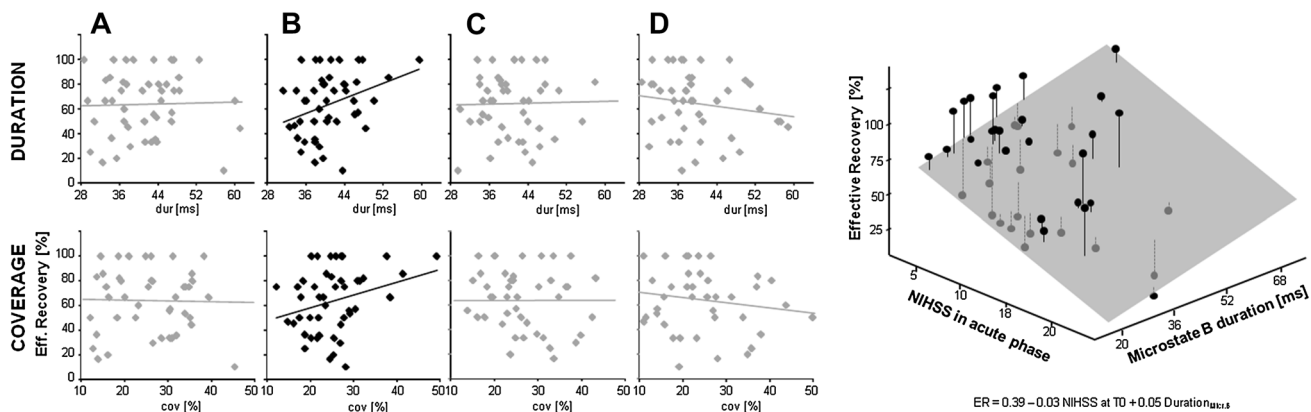 A B C D
DURATION
100
80
60
40
20
0
28 36 44 52 60
dur [ms]
28 36 44 52 60
dur [ms]
28 36 44 52 60
dur [ms]
28 36 44 52 60
dur [ms]
COVERAGE
Eff. Recovery [%]
100
80
60
40
20
0
10 20 30 40 50
cov [%]
10 20 30 40 50
cov [%]
10 20 30 40 50
cov [%]
10 20 30 40 50
cov [%]
Effective Recovery [%]
100
75
50
25
5
10
18
20
NIHSS in acute phase
20
36
52
68
Microstate B duration [ms]
ER = 0.39 – 0.03 NIHSS at T0 + 0.05 Duration